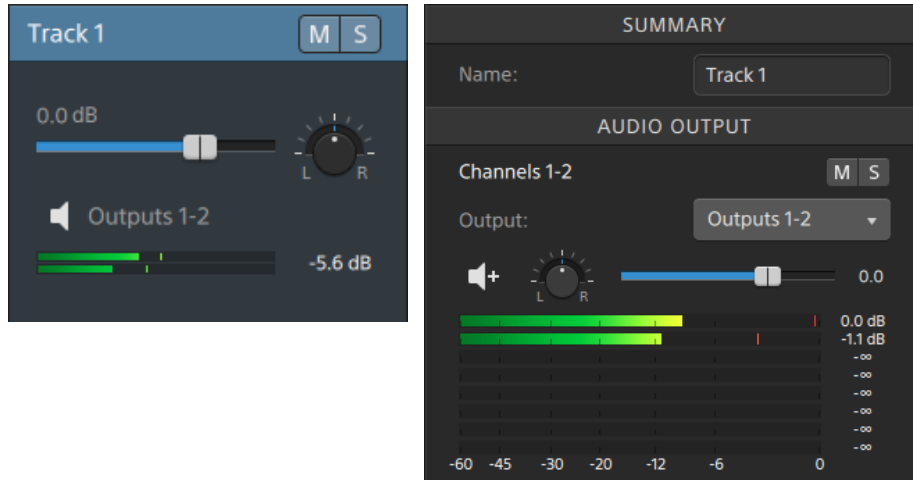 Track 1
M S
0.0 dB
L R
Outputs 1-2
-5.6 dB
SUMMARY
Name: Track 1
AUDIO OUTPUT
Channels 1-2 M S
Output: Outputs 1-2
+ L R 0.0
0.0 dB
-1.1 dB
-∞
-∞
-∞
-∞
-∞
-∞
-60 -45 -30 -20 -12 -6 0